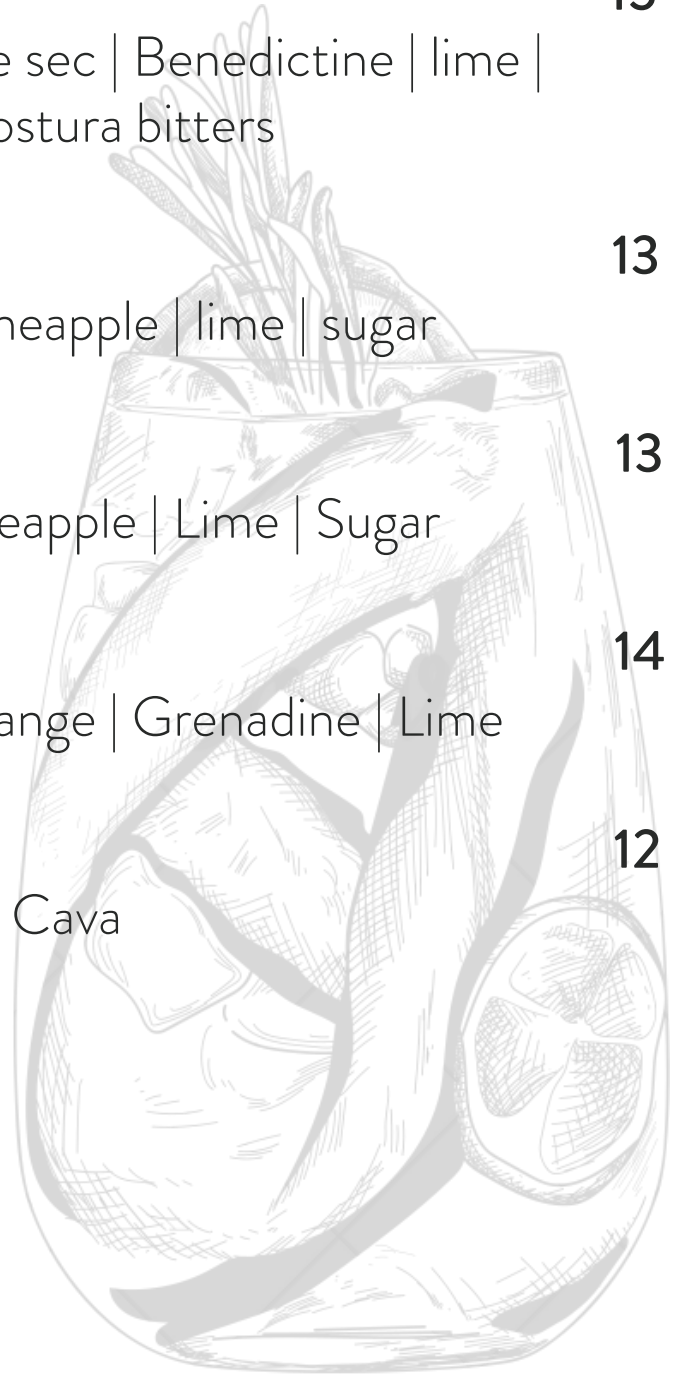 e sec | Benedictine | lime |
ostura bitters
13
neapple | lime | sugar
13
eapple | Lime | Sugar
14
ange | Grenadine | Lime
12
Cava